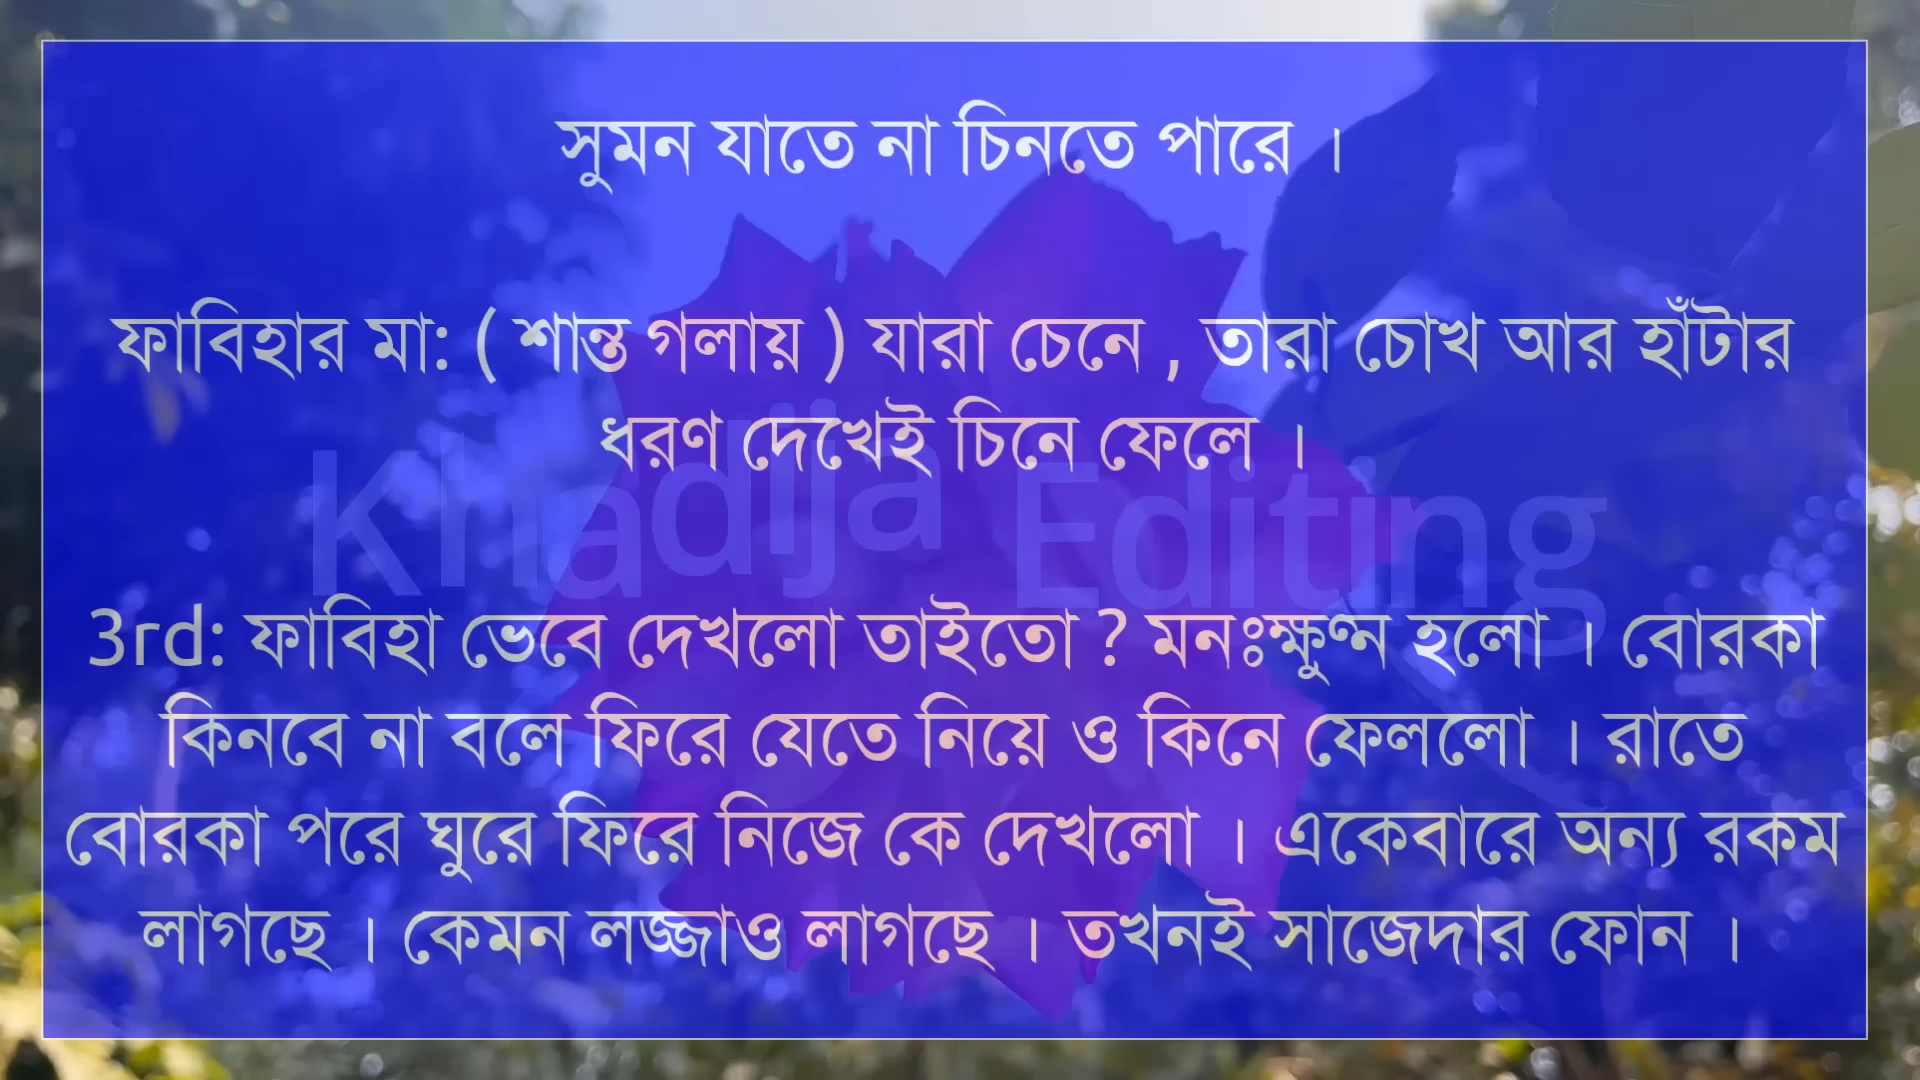 সুমন যাতে না চিনতে পারে ।
ফাবিহার মা: ( শান্ত গলায় ) যারা চেনে , তারা চোখ আর হাঁটার
ধরণ দেখেই চিনে ফেলে ।
Khadija Editing
3rd: ফাবিহা ভেবে দেখলো তাইতো ? মনঃক্ষুণ্ন হলো । বোরকা
কিনবে না বলে ফিরে যেতে নিয়ে ও কিনে ফেললো । রাতে
বোরকা পরে ঘুরে ফিরে নিজে কে দেখলো । একেবারে অন্য রকম
লাগছে । কেমন লজ্জাও লাগছে । তখনই সাজেদার ফোন ।